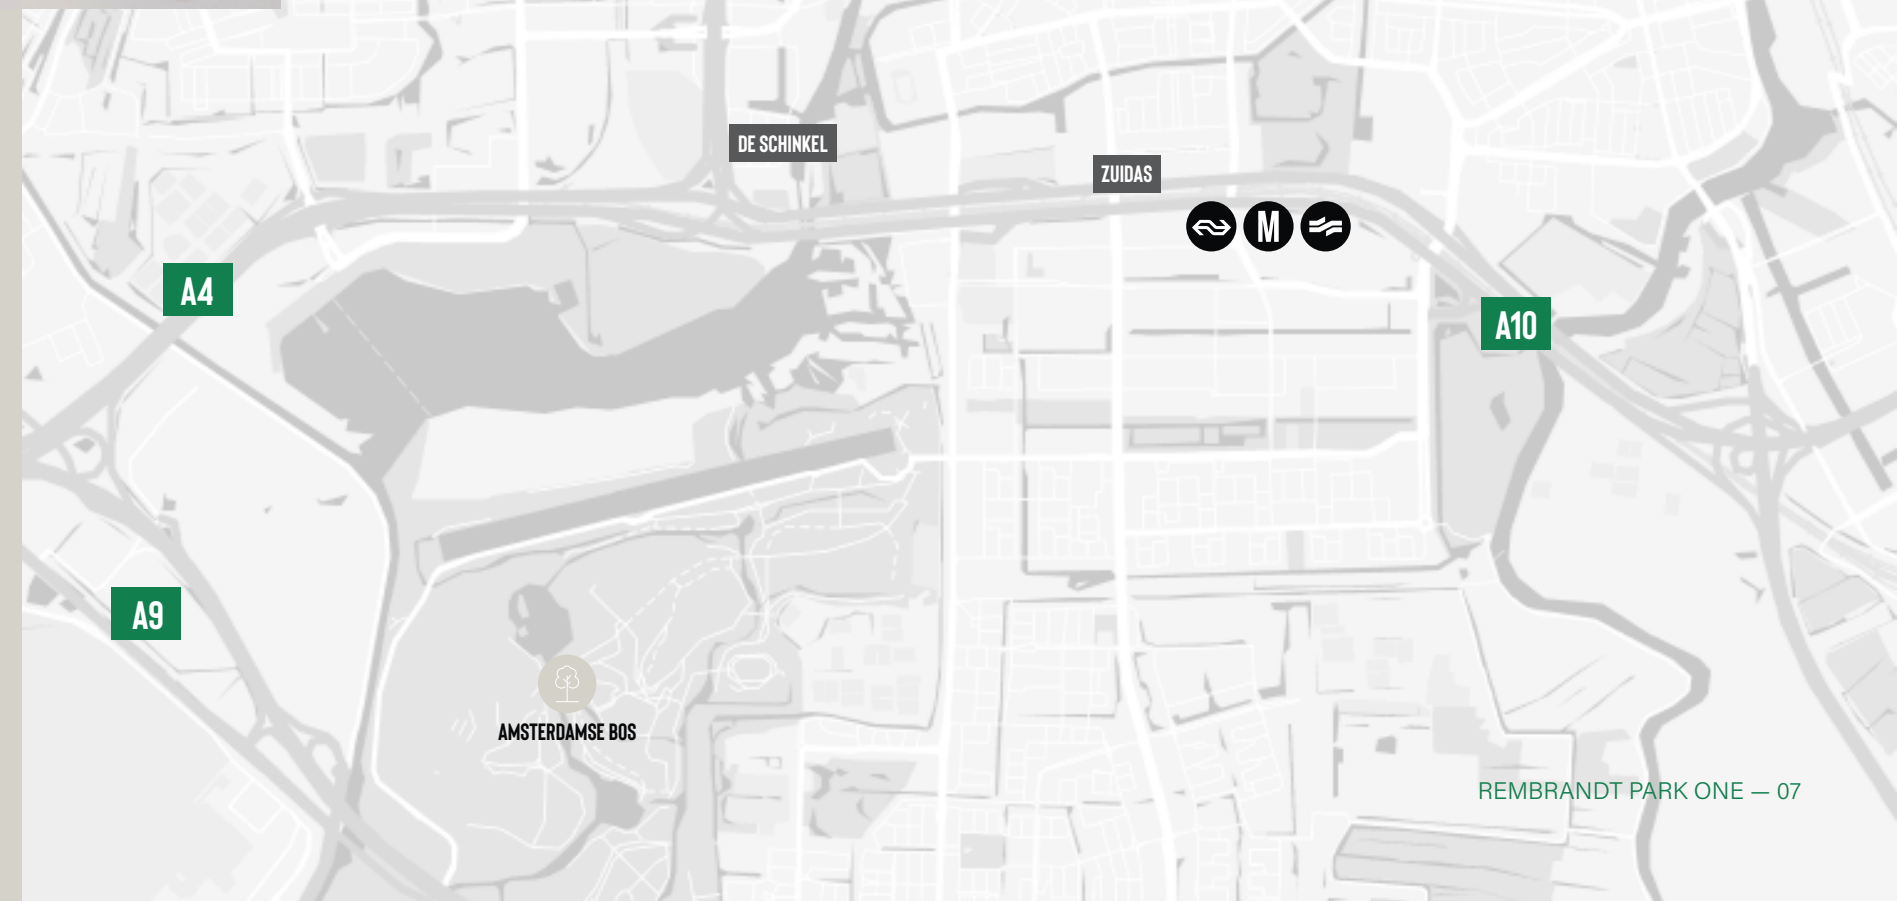 DE SCHINKEL
ZUIDAS
M
A4
A10
A9
AMSTERDAMSE BOS
REMBRANDT PARK ONE — 07